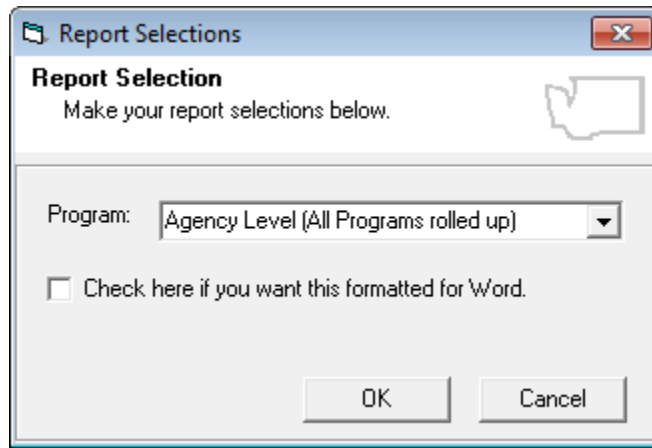 Report Selections
Report Selection
Make your report selections below.
Program: Agency Level (All Programs rolled up)
Check here if you want this formatted for Word.
OK Cancel